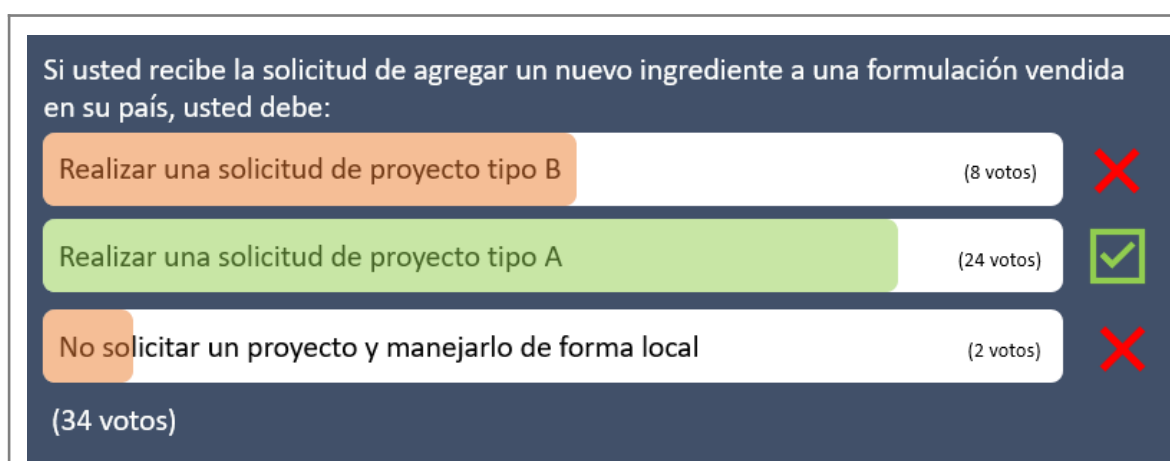 Si usted recibe la solicitud de agregar un nuevo ingrediente a una formulación vendida
en su país, usted debe:
Realizar una solicitud de proyecto tipo B (8 votos)
Realizar una solicitud de proyecto tipo A (24 votos)
No solicitar un proyecto y manejarlo de forma local (2 votos)
(34 votos)